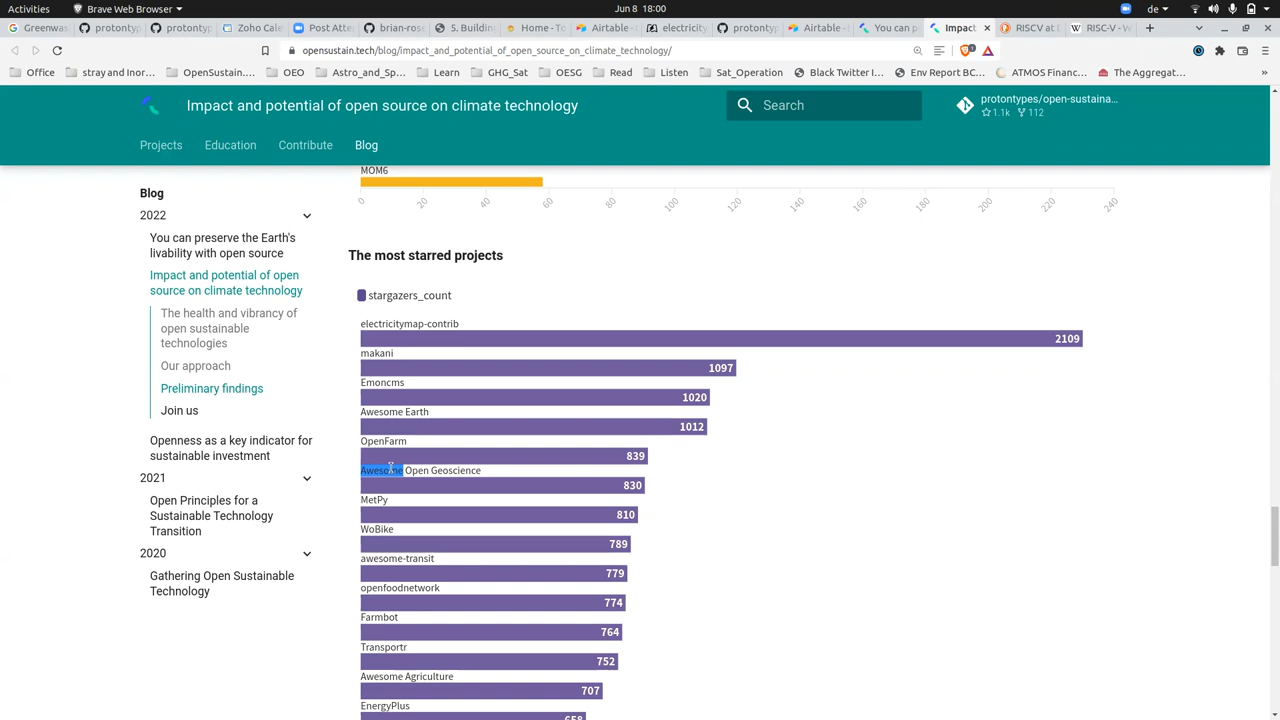 Activities
Brave Web Browser
Jun 8 18:00
de
Greenwas
protontyp
protontyp
Zoho Cale
Post Atte
brian-rose
5. Buildin
Home - To
Airtable - G
electricity
protontyp
Airtable - 
You can p
Impact
RISCV at D
RISC-V - W
opensustain.tech/blog/impact_and_potential_of_open_source_on_climate_technology/
Office
stray and Inor...
OpenSustain....
OEO
Astro_and_Sp...
Learn
GHG_Sat
OESG
Read
Listen
Sat_Operation
Black Twitter I...
Env Report BC...
ATMOS Financ...
The Aggregat...
»
Impact and potential of open source on climate technology
Search
protontypes/open-sustaina...
1.1k 112
Projects
Education
Contribute
Blog
Blog
2022
You can preserve the Earth's
livability with open source
Impact and potential of open
source on climate technology
The health and vibrancy of
open sustainable
technologies
Our approach
Preliminary findings
Join us
Openness as a key indicator for
sustainable investment
2021
Open Principles for a
Sustainable Technology
Transition
2020
Gathering Open Sustainable
Technology
MOM6
0 20 40 60 80 100 120 140 160 180 200 220 240
The most starred projects
stargazers_count
electricitymap-contrib
2109
makani
1097
Emoncms
1020
Awesome Earth
1012
OpenFarm
839
Awesome Open Geoscience
830
MetPy
810
WoBike
789
awesome-transit
779
openfoodnetwork
774
Farmbot
764
Transportr
752
Awesome Agriculture
707
EnergyPlus
658